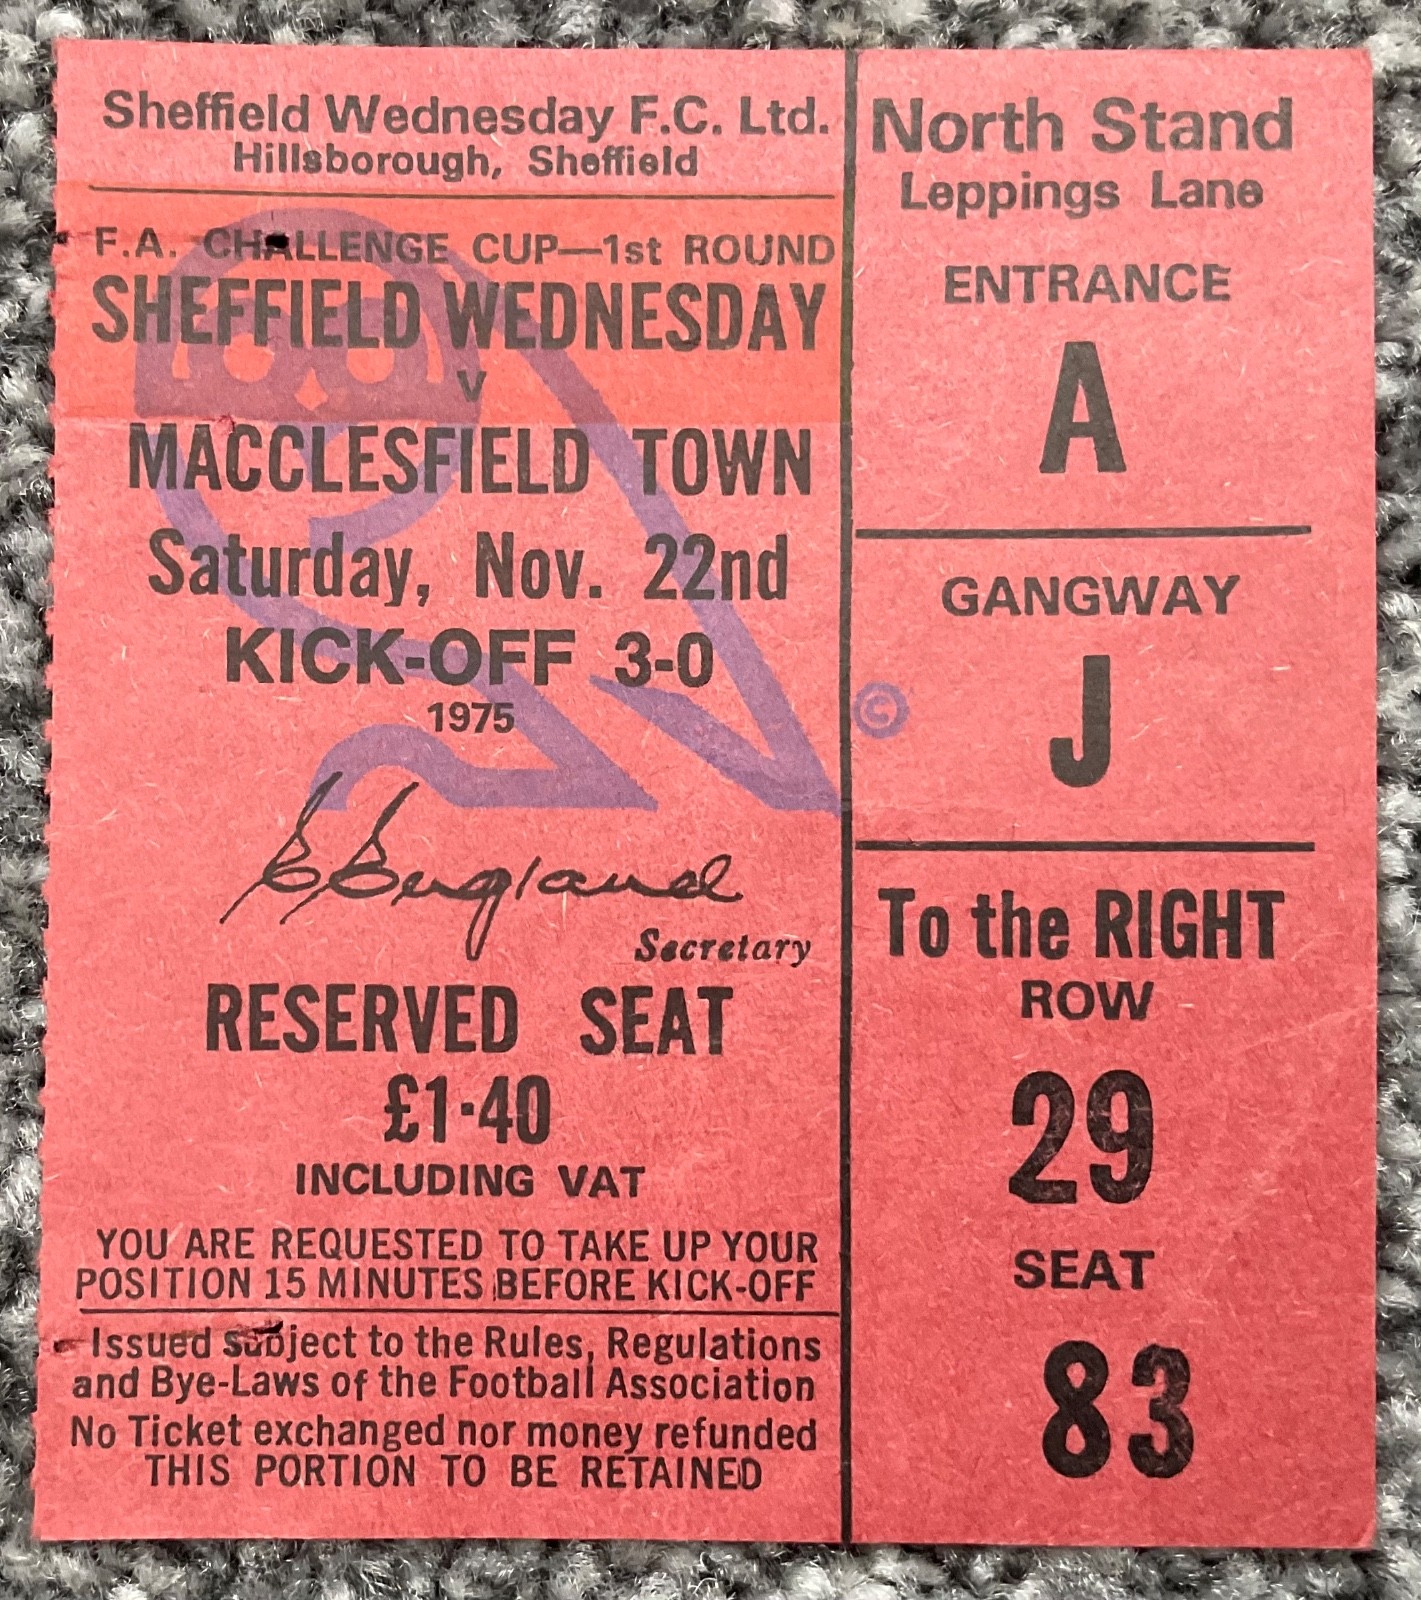 Sheffield Wednesday F.C. Ltd.
Hillsborough, Sheffield
F.A. CHALLENGE CUP—1st ROUND
SHEFFIELD WEDNESDAY
V
MACCLESFIELD TOWN
Saturday, Nov. 22nd
KICK-OFF 3-0
1975
©
England
Secretary
RESERVED SEAT
£1·40
INCLUDING VAT
YOU ARE REQUESTED TO TAKE UP YOUR
POSITION 15 MINUTES BEFORE KICK-OFF
Issued subject to the Rules, Regulations
and Bye-Laws of the Football Association
No Ticket exchanged nor money refunded
THIS PORTION TO BE RETAINED
North Stand
Leppings Lane
ENTRANCE
A
GANGWAY
J
To the RIGHT
ROW
29
SEAT
83